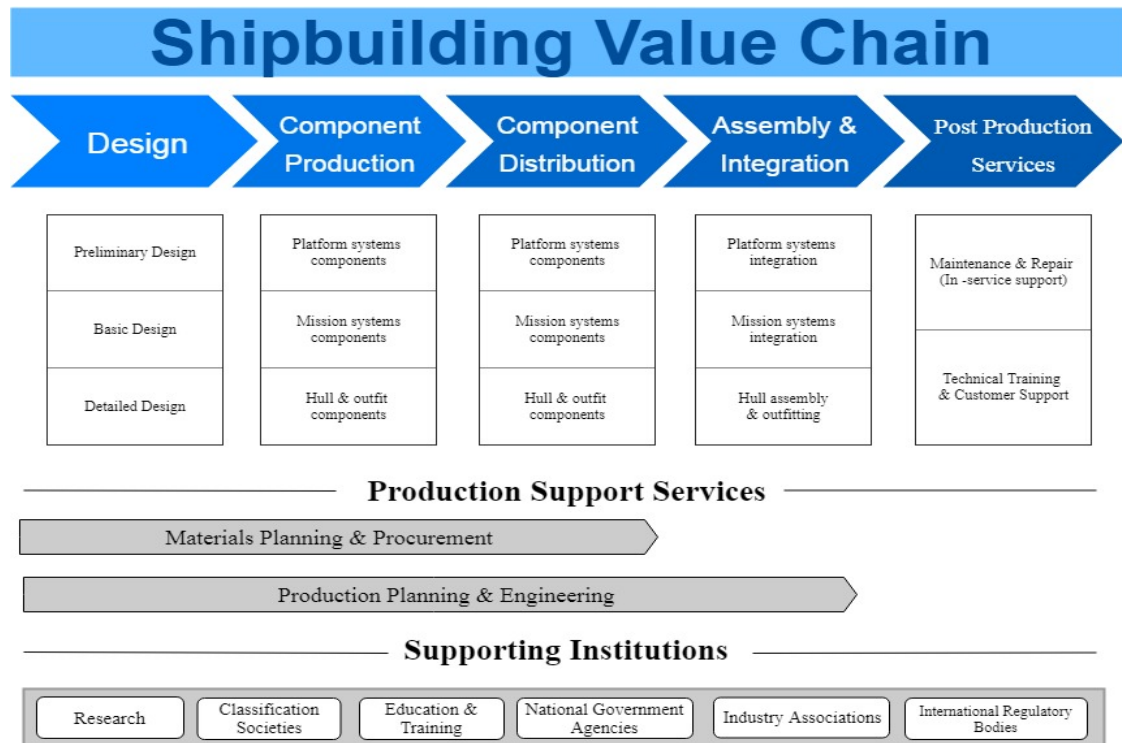 Shipbuilding Value Chain
Design
Component
Production
Component
Distribution
Assembly &
Integration
Post Production
Services
Preliminary Design
Basic Design
Detailed Design
Platform systems
components
Mission systems
components
Hull & outfit
components
Platform systems
components
Mission systems
components
Hull & outfit
components
Platform systems
integration
Mission systems
integration
Hull assembly
& outfitting
Maintenance & Repair
(In -service support)
Technical Training
& Customer Support
Production Support Services
Materials Planning & Procurement
Production Planning & Engineering
Supporting Institutions
Research
Classification
Societies
Education &
Training
National Government
Agencies
Industry Associations
International Regulatory
Bodies